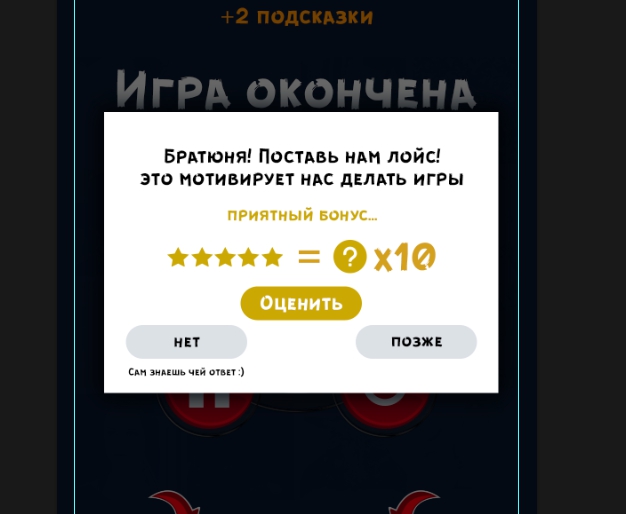 +2 ПОДСКАЗКИ
ИГРА ОКОНЧЕНА
БРАТЮНЯ! ПОСТАВЬ НАМ ЛОЙС!
ЭТО МОТИВИРУЕТ НАС ДЕЛАТЬ ИГРЫ
ПРИЯТНЫЙ БОНУС...
★★★★★ = ? x10
ОЦЕНИТЬ
НЕТ ПОЗЖЕ
САМ ЗНАЕШЬ ЧЕЙ ОТВЕТ :)